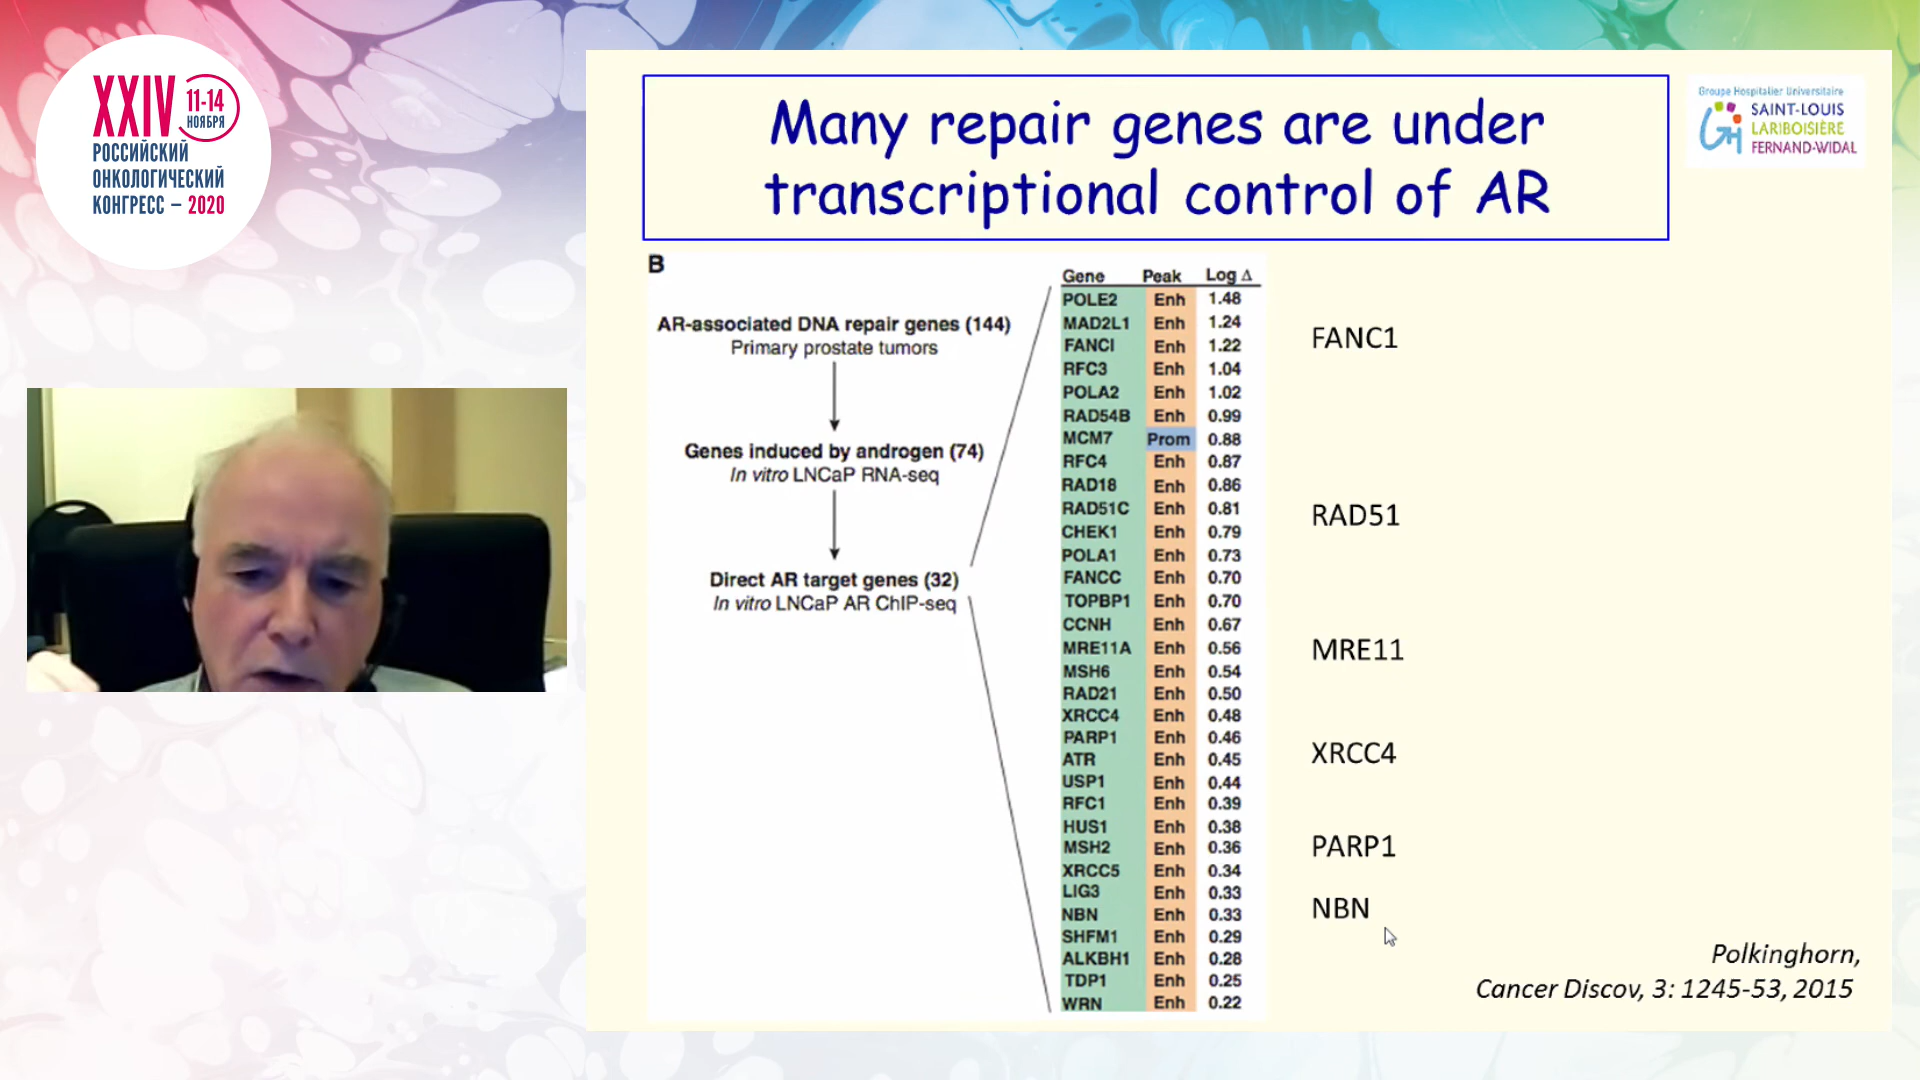 XXIV
11-14
НОЯБРЯ
РОССИЙСКИЙ
ОНКОЛОГИЧЕСКИЙ
КОНГРЕСС – 2020
Many repair genes are under
transcriptional control of AR
Groupe Hospitalier Universitaire
SAINT-LOUIS
LARIBOISIÈRE
FERNAND-WIDAL
B
AR-associated DNA repair genes (144)
Primary prostate tumors
Genes induced by androgen (74)
In vitro LNCaP RNA-seq
Direct AR target genes (32)
In vitro LNCaP AR ChIP-seq
Gene Peak Log Δ
POLE2 Enh 1.48
MAD2L1 Enh 1.24
FANCI Enh 1.22
RFC3 Enh 1.04
POLA2 Enh 1.02
RAD54B Enh 0.99
MCM7 Prom 0.88
RFC4 Enh 0.87
RAD18 Enh 0.86
RAD51C Enh 0.81
CHEK1 Enh 0.79
POLA1 Enh 0.73
FANCC Enh 0.70
TOPBP1 Enh 0.70
CCNH Enh 0.67
MRE11A Enh 0.56
MSH6 Enh 0.54
RAD21 Enh 0.50
XRCC4 Enh 0.48
PARP1 Enh 0.46
ATR Enh 0.45
USP1 Enh 0.44
RFC1 Enh 0.39
HUS1 Enh 0.38
MSH2 Enh 0.36
XRCC5 Enh 0.34
LIG3 Enh 0.33
NBN Enh 0.33
SHFM1 Enh 0.29
ALKBH1 Enh 0.28
TDP1 Enh 0.25
WRN Enh 0.22
FANC1
RAD51
MRE11
XRCC4
PARP1
NBN
Polkinghorn,
Cancer Discov, 3: 1245-53, 2015